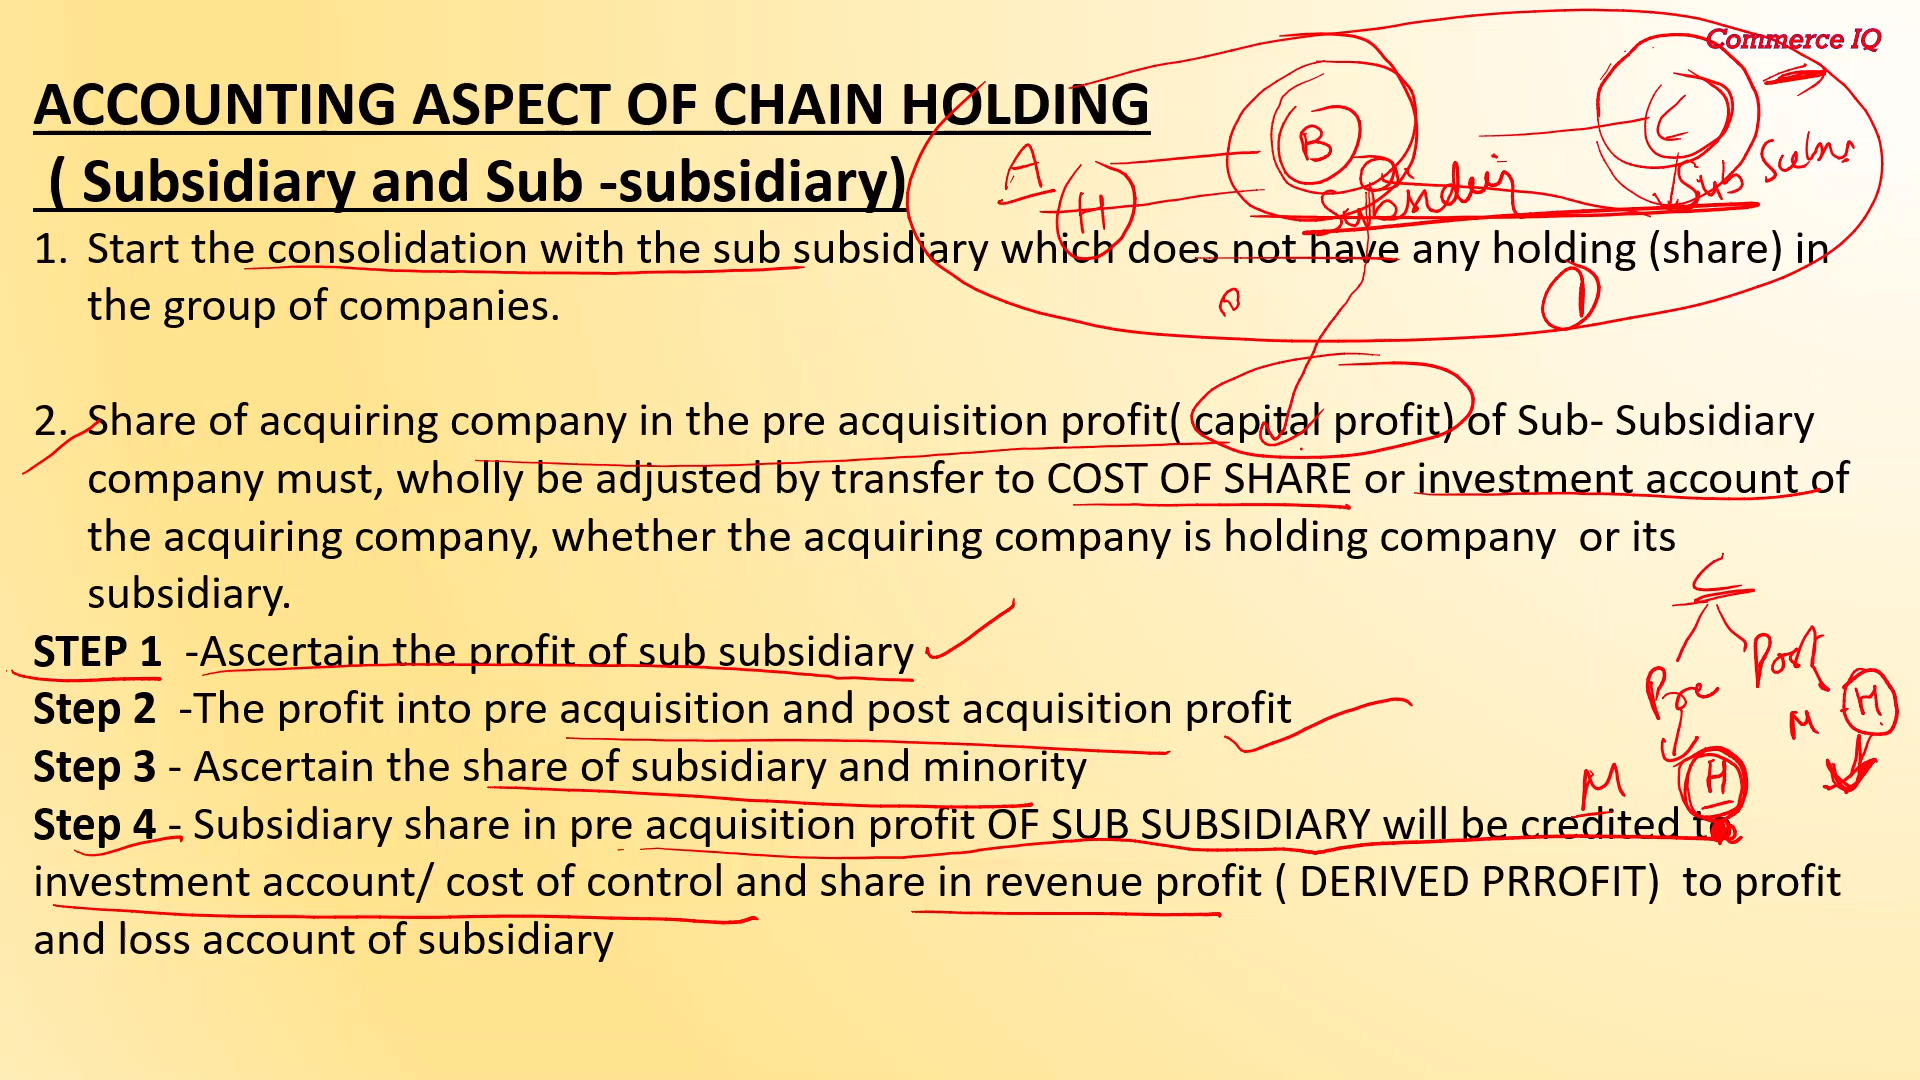 Commerce IQ
ACCOUNTING ASPECT OF CHAIN HOLDING
( Subsidiary and Sub -subsidiary)
A
H
B
Subsidiary
C
Sub
1. Start the consolidation with the sub subsidiary which does not have any holding (share) in
the group of companies.
1
2. Share of acquiring company in the pre acquisition profit( capital profit) of Sub- Subsidiary
company must, wholly be adjusted by transfer to COST OF SHARE or investment account of
the acquiring company, whether the acquiring company is holding company or its
subsidiary.
C
STEP 1 -Ascertain the profit of sub subsidiary
Post
Pre
Step 2 -The profit into pre acquisition and post acquisition profit
M H
Step 3 - Ascertain the share of subsidiary and minority
M H
Step 4 - Subsidiary share in pre acquisition profit OF SUB SUBSIDIARY will be credited to
investment account/ cost of control and share in revenue profit ( DERIVED PRROFIT) to profit
and loss account of subsidiary